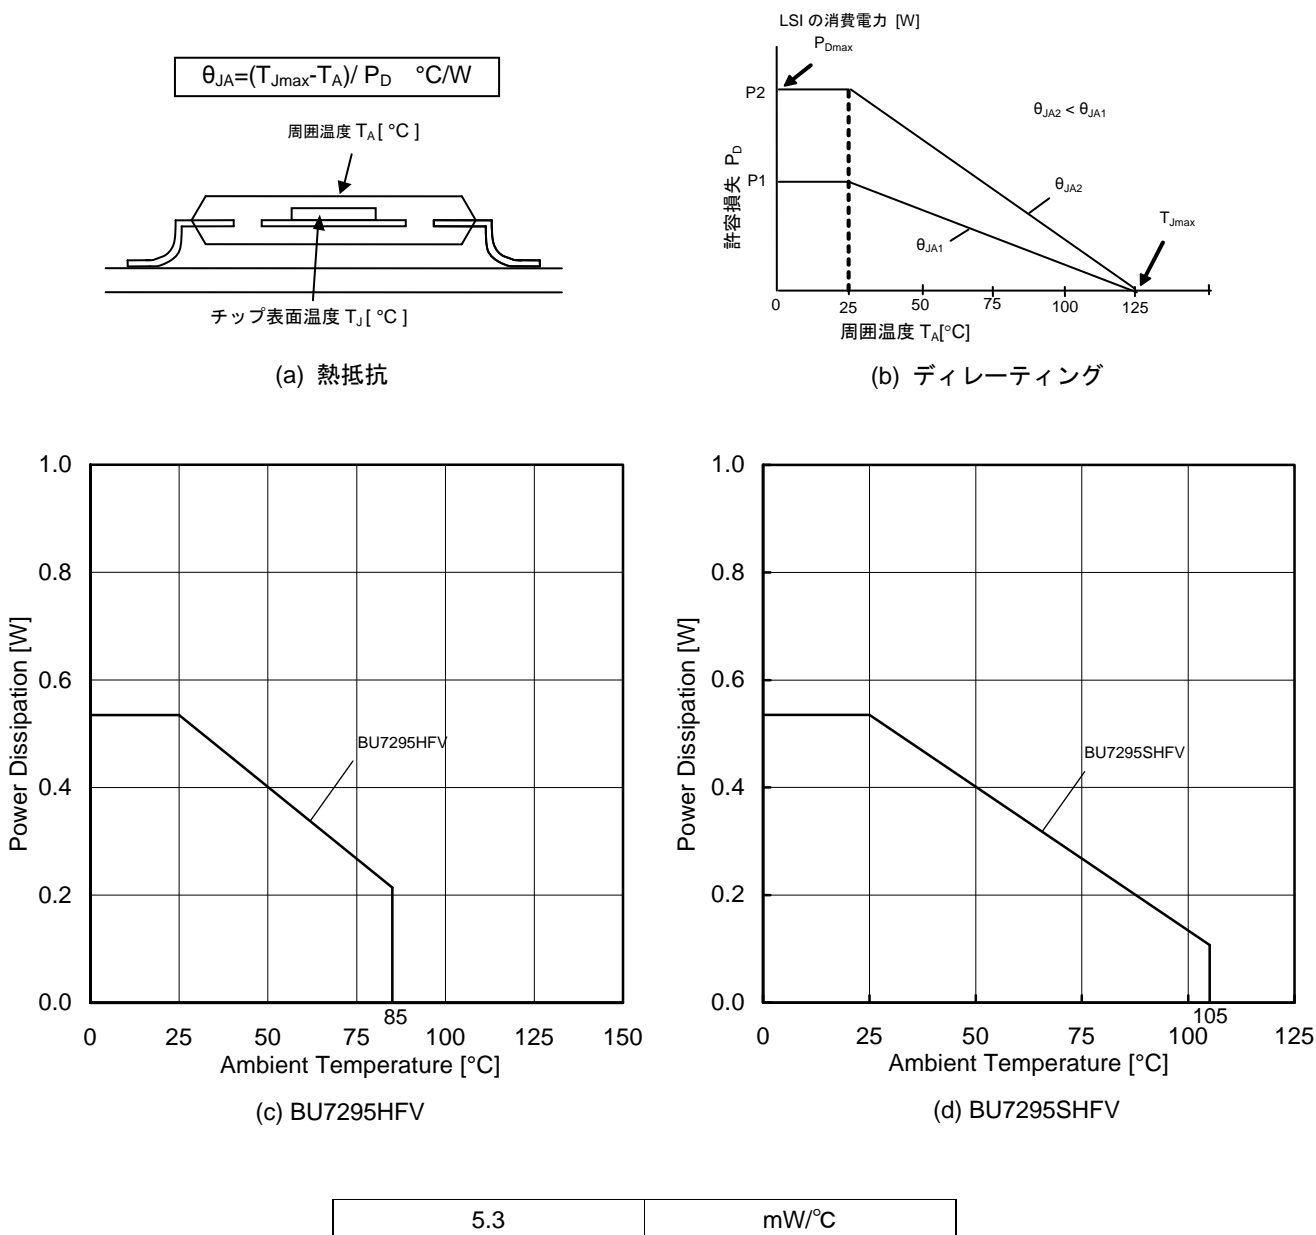 θJA=(TJmax-TA)/ PD °C/W
周囲温度 TA [ °C ]
チップ表面温度 TJ [ °C ]
(a) 熱抵抗
LSI の消費電力 [W]
PDmax
P2
θJA2 < θJA1
P1
θJA2
TJmax
θJA1
許容損失 PD
0 25 50 75 100 125
周囲温度 TA[°C]
(b) ディレーティング
1.0
0.8
0.6
0.4
0.2
0.0
Power Dissipation [W]
BU7295HFV
85
0 25 50 75 100 125 150
Ambient Temperature [°C]
(c) BU7295HFV
1.0
0.8
0.6
0.4
0.2
0.0
Power Dissipation [W]
BU7295SHFV
105
0 25 50 75 100 125
Ambient Temperature [°C]
(d) BU7295SHFV
5.3 mW/℃